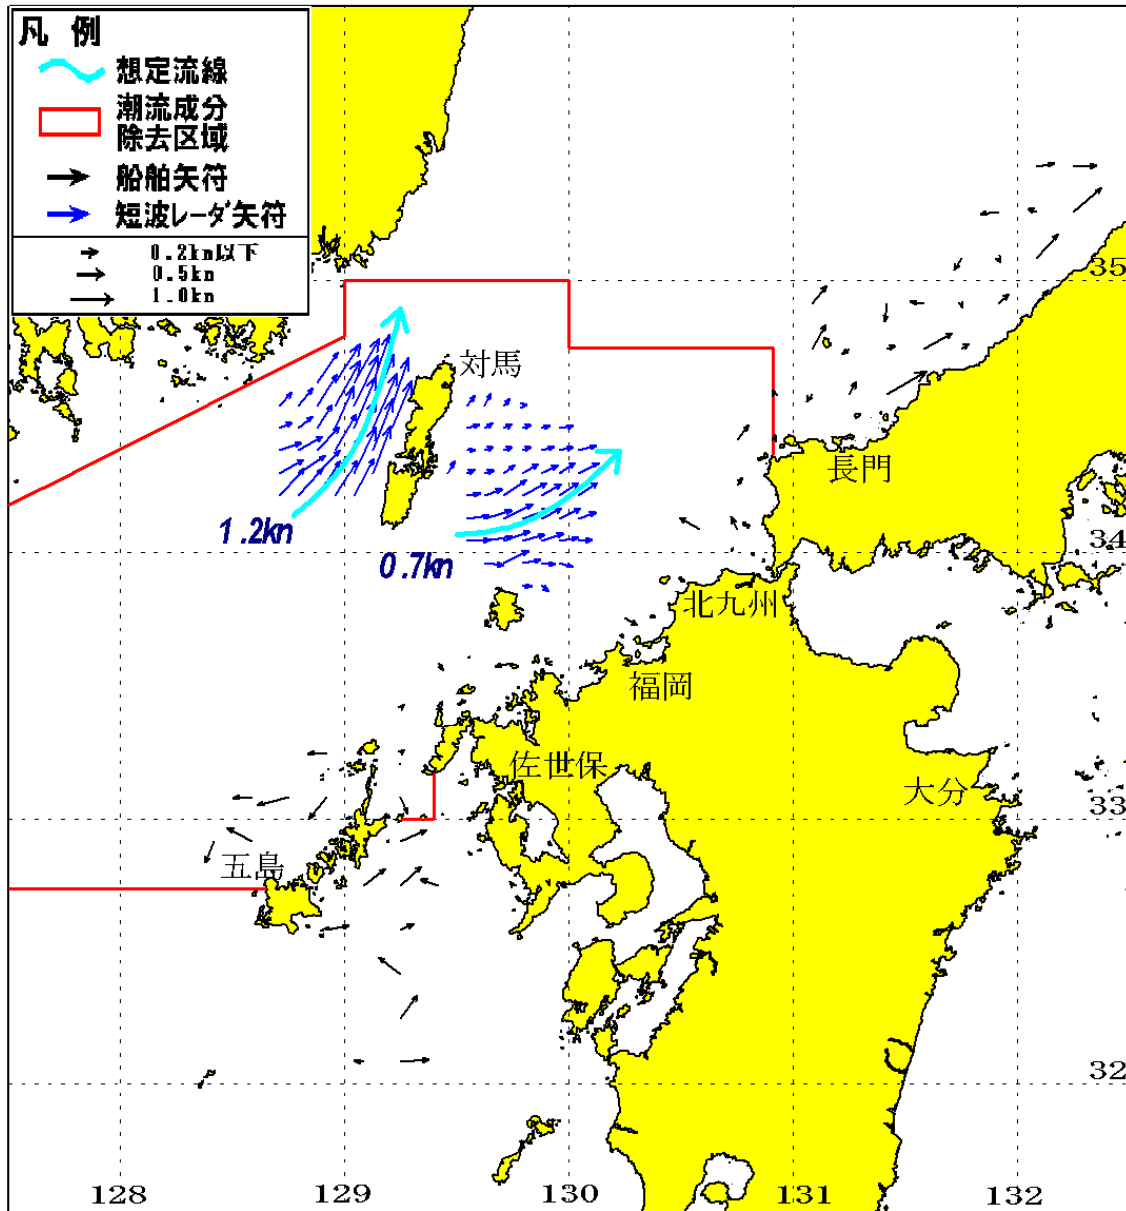 凡 例
想定流線
潮流成分
除去区域
船舶矢符
短波ﾚｰﾀﾞ矢符
0.2kn以下
0.5kn
1.0kn
35
対馬
長門
1.2kn
34
0.7kn
北九州
福岡
佐世保
大分
33
五島
32
128
129
130
131
132